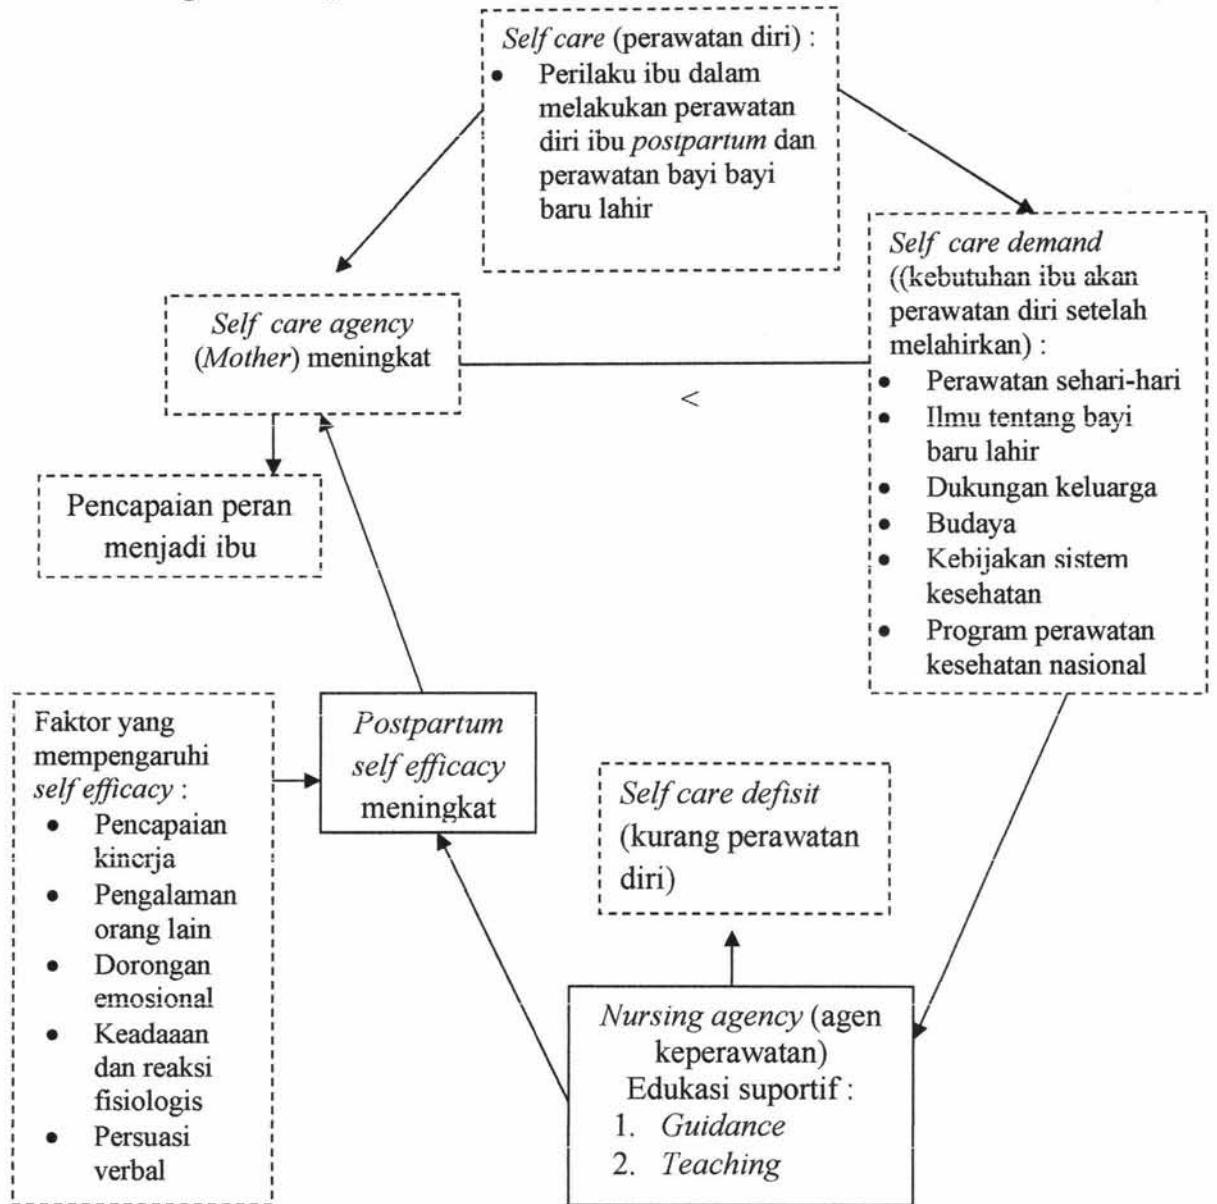 Self care (perawatan diri) :
• Perilaku ibu dalam
melakukan perawatan
diri ibu postpartum dan
perawatan bayi bayi
baru lahir
Self care demand
((kebutuhan ibu akan
perawatan diri setelah
melahirkan) :
• Perawatan sehari-hari
• Ilmu tentang bayi
baru lahir
• Dukungan keluarga
• Budaya
• Kebijakan sistem
kesehatan
• Program perawatan
kesehatan nasional
Self care agency
(Mother) meningkat
<
Pencapaian peran
menjadi ibu
Faktor yang
mempengaruhi
self efficacy :
• Pencapaian
kinerja
• Pengalaman
orang lain
• Dorongan
emosional
• Keadaaan
dan reaksi
fisiologis
• Persuasi
verbal
Postpartum
self efficacy
meningkat
Self care defisit
(kurang perawatan
diri)
Nursing agency (agen
keperawatan)
Edukasi suportif :
1. Guidance
2. Teaching